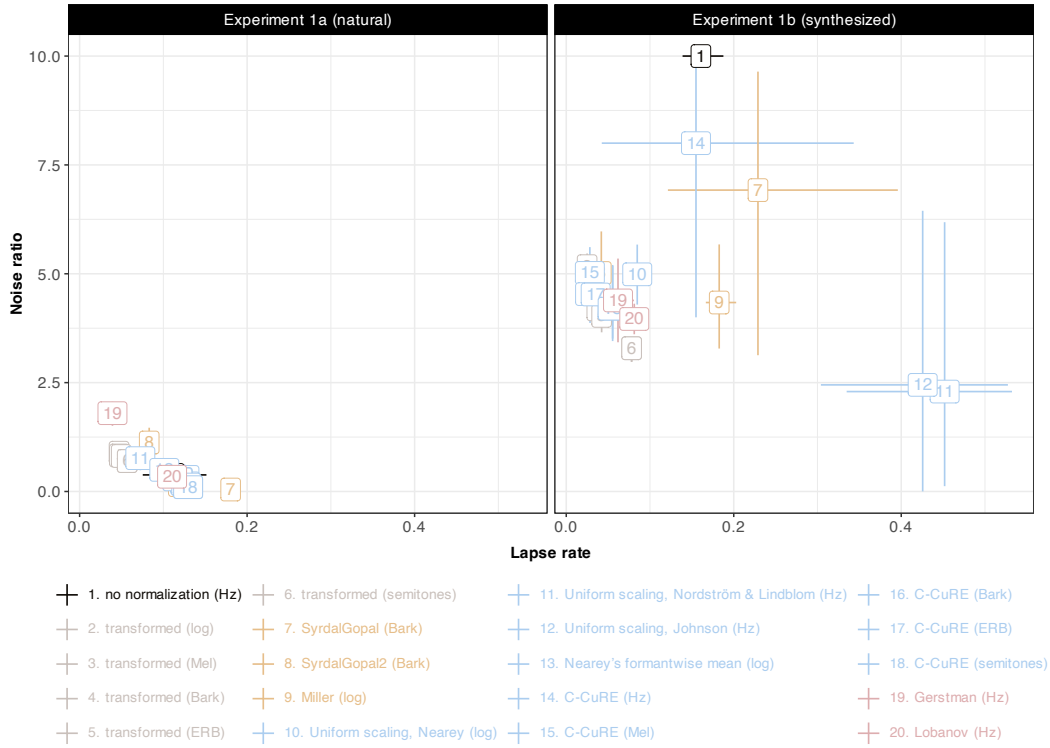 Experiment 1a (natural)
Experiment 1b (synthesized)
Noise ratio
10.0
7.5
5.0
2.5
0.0
19
8
11
20
18
7
1
14
7
15
10
17
19
9
20
6
12
11
0.0 0.2 0.4
0.0 0.2 0.4
Lapse rate
1. no normalization (Hz)
2. transformed (log)
3. transformed (Mel)
4. transformed (Bark)
5. transformed (ERB)
6. transformed (semitones)
7. SyrdalGopal (Bark)
8. SyrdalGopal2 (Bark)
9. Miller (log)
10. Uniform scaling, Nearey (log)
11. Uniform scaling, Nordström & Lindblom (Hz)
12. Uniform scaling, Johnson (Hz)
13. Nearey's formantwise mean (log)
14. C-CuRE (Hz)
15. C-CuRE (Mel)
16. C-CuRE (Bark)
17. C-CuRE (ERB)
18. C-CuRE (semitones)
19. Gerstman (Hz)
20. Lobanov (Hz)